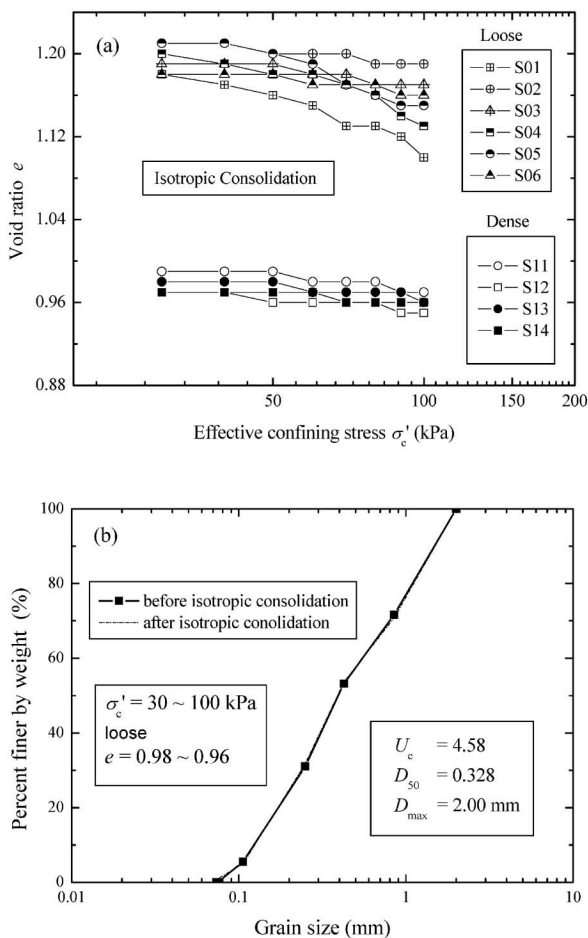 (a)
Loose
S01
S02
S03
S04
S05
S06
Isotropic Consolidation
Dense
S11
S12
S13
S14
1.20
1.12
1.04
0.96
0.88
Void ratio e
50
100
150
200
Effective confining stress σc' (kPa)
(b)
before isotropic consolidation
after isotropic conolidation
σc' = 30 ~ 100 kPa
loose
e = 0.98 ~ 0.96
Uc = 4.58
D50 = 0.328
Dmax = 2.00 mm
100
80
60
40
20
0
Percent finer by weight (%)
0.01
0.1
1
10
Grain size (mm)